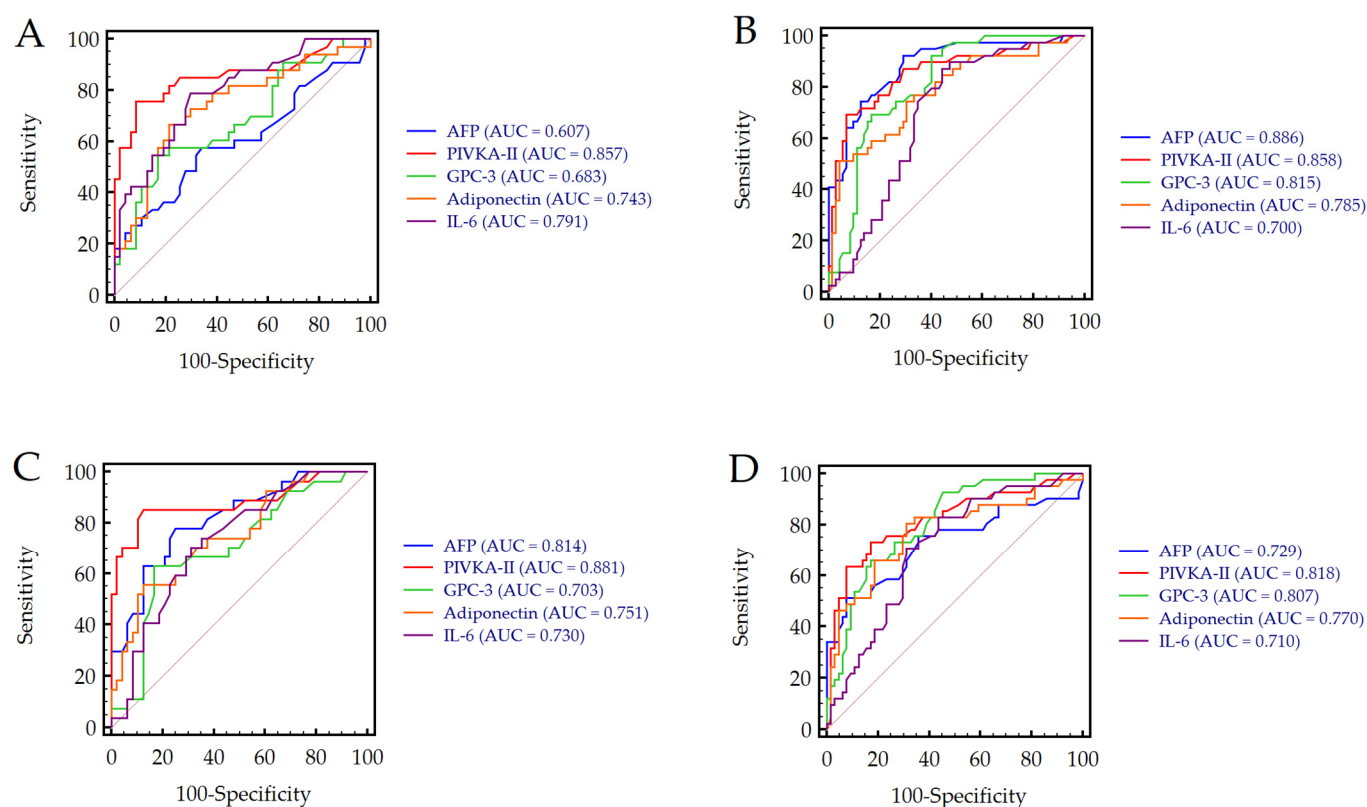 A
Sensitivity
100
80
60
40
20
0
0 20 40 60 80 100
100-Specificity
AFP (AUC = 0.607)
PIVKA-II (AUC = 0.857)
GPC-3 (AUC = 0.683)
Adiponectin (AUC = 0.743)
IL-6 (AUC = 0.791)
B
Sensitivity
100
80
60
40
20
0
0 20 40 60 80 100
100-Specificity
AFP (AUC = 0.886)
PIVKA-II (AUC = 0.858)
GPC-3 (AUC = 0.815)
Adiponectin (AUC = 0.785)
IL-6 (AUC = 0.700)
C
Sensitivity
100
80
60
40
20
0
0 20 40 60 80 100
100-Specificity
AFP (AUC = 0.814)
PIVKA-II (AUC = 0.881)
GPC-3 (AUC = 0.703)
Adiponectin (AUC = 0.751)
IL-6 (AUC = 0.730)
D
Sensitivity
100
80
60
40
20
0
0 20 40 60 80 100
100-Specificity
AFP (AUC = 0.729)
PIVKA-II (AUC = 0.818)
GPC-3 (AUC = 0.807)
Adiponectin (AUC = 0.770)
IL-6 (AUC = 0.710)